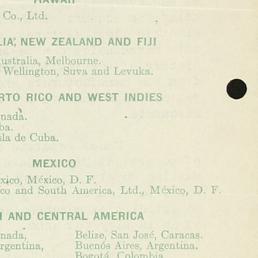 HAWAII
Co., Ltd.
LIA, NEW ZEALAND AND FIJI
ustralia, Melbourne.
Wellington, Suva and Levuka.
RTO RICO AND WEST INDIES
nada.
ba.
sla de Cuba.
MEXICO
xico, México, D. F.
co and South America, Ltd., México, D. F.
H AND CENTRAL AMERICA
nada, Belize, San José, Caracas.
rgentina, Buenos Aires, Argentina.
Bogotá, Colombia